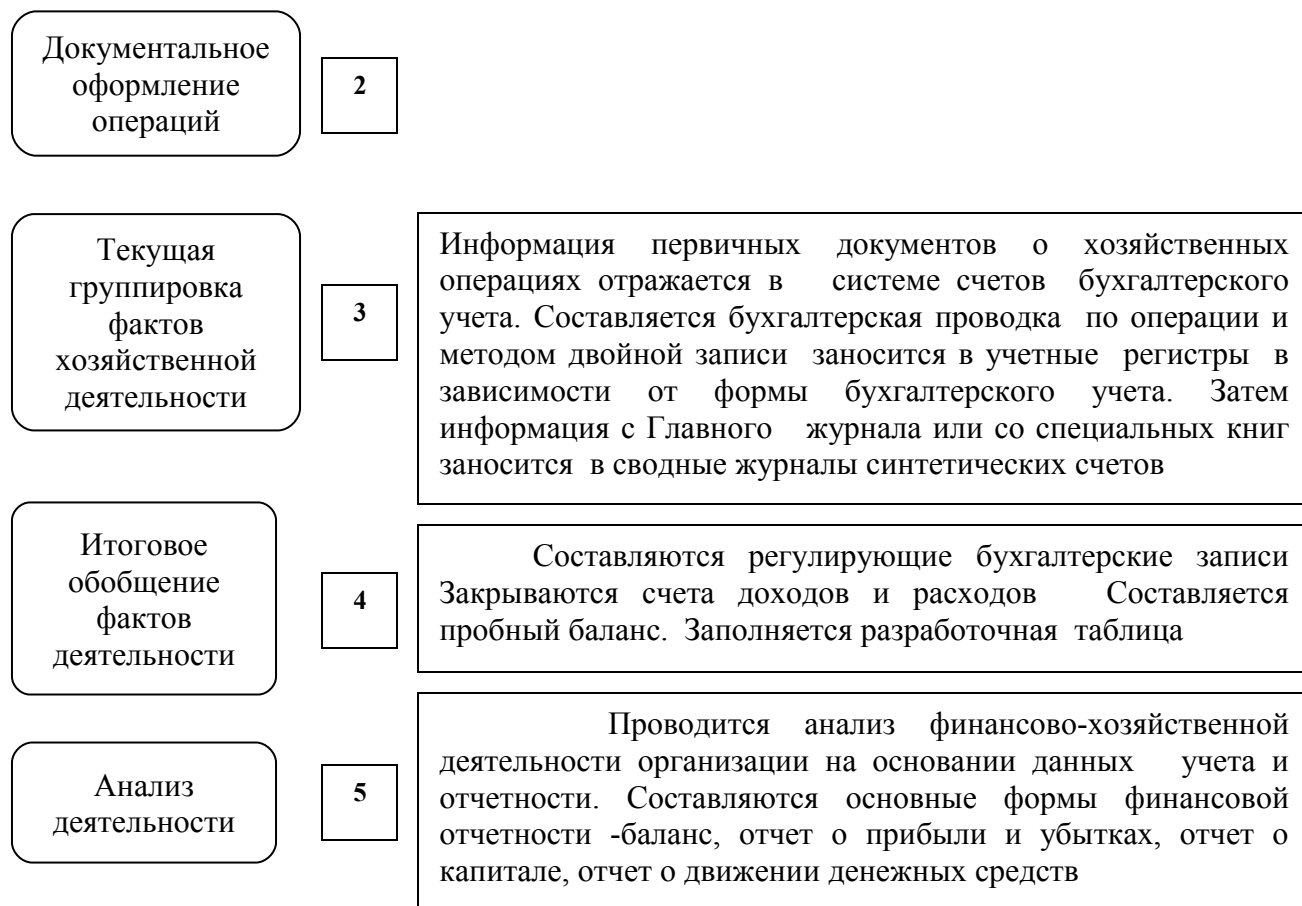 Документальное
оформление
операций
2
Текущая
группировка
фактов
хозяйственной
деятельности
3
Информация первичных документов о хозяйственных
операциях отражается в системе счетов бухгалтерского
учета. Составляется бухгалтерская проводка по операции и
методом двойной записи заносится в учетные регистры в
зависимости от формы бухгалтерского учета. Затем
информация с Главного журнала или со специальных книг
заносится в сводные журналы синтетических счетов
Итоговое
обобщение
фактов
деятельности
4
Составляются регулирующие бухгалтерские записи
Закрываются счета доходов и расходов Составляется
пробный баланс. Заполняется разработочная таблица
Анализ
деятельности
5
Проводится анализ финансово-хозяйственной
деятельности организации на основании данных учета и
отчетности. Составляются основные формы финансовой
отчетности -баланс, отчет о прибыли и убытках, отчет о
капитале, отчет о движении денежных средств